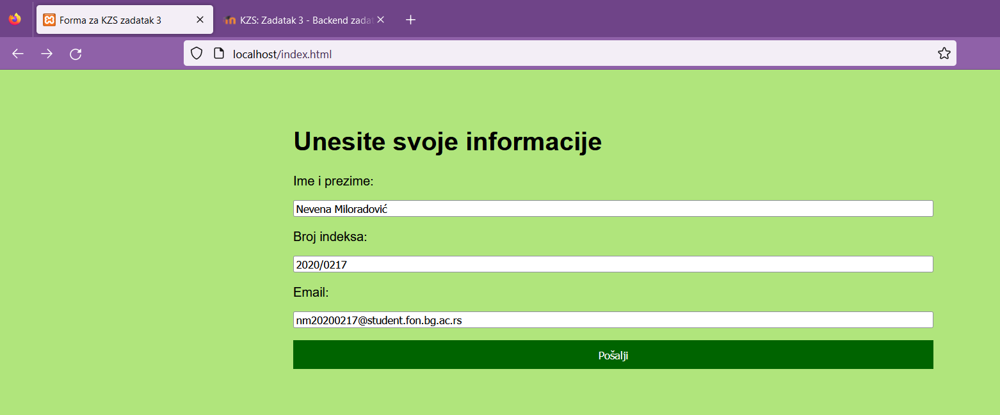 Forma za KZS zadatak 3
KZS: Zadatak 3 - Backend zadat
localhost/index.html
Unesite svoje informacije
Ime i prezime:
Nevena Miloradović
Broj indeksa:
2020/0217
Email:
nm20200217@student.fon.bg.ac.rs
Pošalji